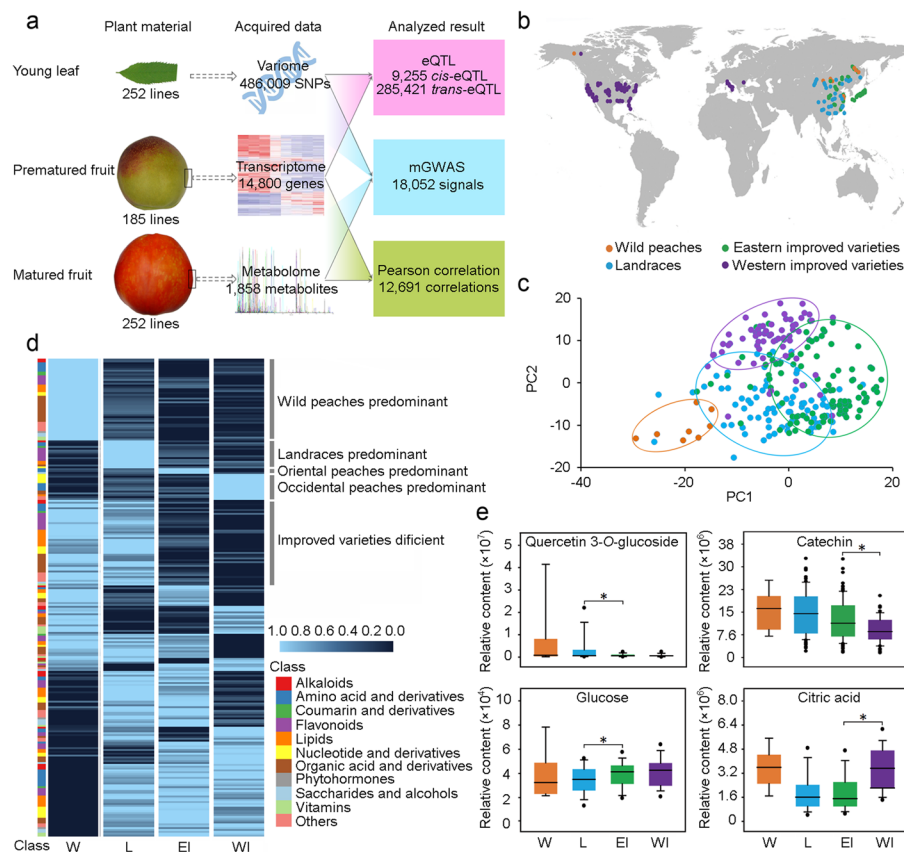 a
Plant material
Acquired data
Analyzed result
Young leaf
252 lines
Variome
486,009 SNPs
eQTL
9,255 cis-eQTL
285,421 trans-eQTL
Prematured fruit
185 lines
Transcriptome
14,800 genes
mGWAS
18,052 signals
Matured fruit
252 lines
Metabolome
1,858 metabolites
Pearson correlation
12,691 correlations
b
Wild peaches
Eastern improved varieties
Landraces
Western improved varieties
c
PC2
20
10
0
-10
-20
-40
-20
0
20
PC1
d
Wild peaches predominant
Landraces predominant
Oriental peaches predominant
Occidental peaches predominant
Improved varieties dificient
1.0 0.8 0.6 0.4 0.2 0.0
Class
Alkaloids
Amino acid and derivatives
Coumarin and derivatives
Flavonoids
Lipids
Nucleotide and derivatives
Organic acid and derivatives
Phytohormones
Saccharides and alcohols
Vitamins
Others
Class
W
L
EI
WI
e
Quercetin 3-O-glucoside
Relative content (×10⁷)
5
4
3
2
1
0
*
Catechin
Relative content (×10⁶)
38
30
23
15
7.6
0
*
Glucose
Relative content (×10⁴)
10
8
6
4
2
0
*
W
L
EI
WI
Citric acid
Relative content (×10⁶)
8.0
6.4
4.8
3.2
1.6
0
*
W
L
EI
WI